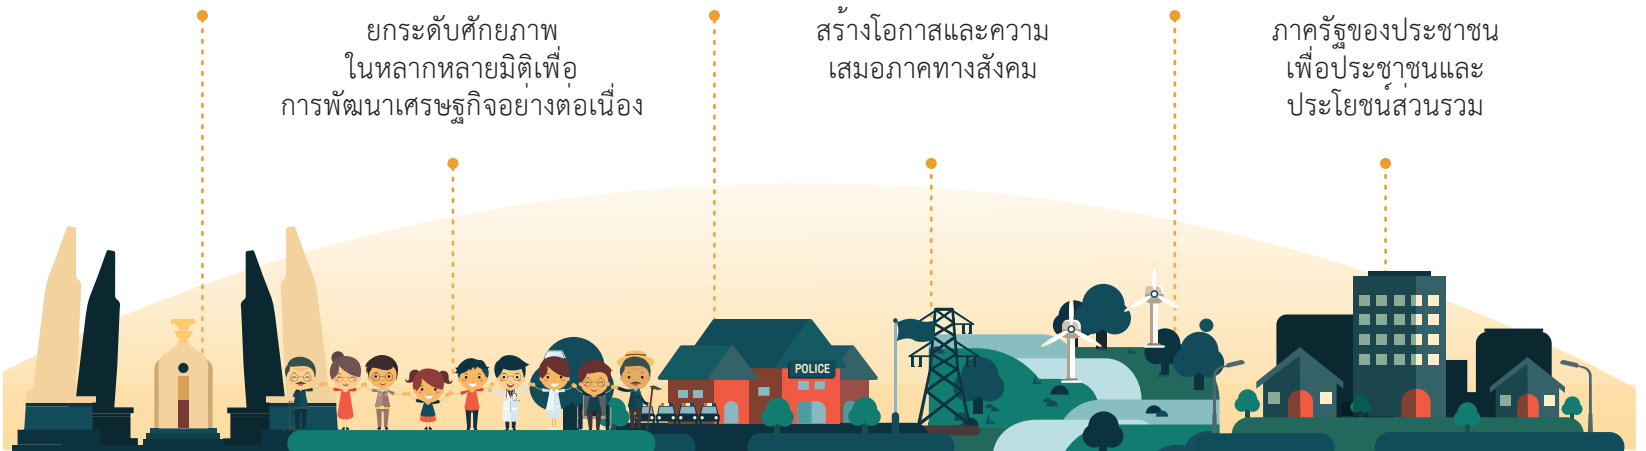 ยกระดับศักยภาพ
ในหลากหลายมิติเพื่อ
การพัฒนาเศรษฐกิจอย่างต่อเนื่อง
สร้างโอกาสและความ
เสมอภาคทางสังคม
ภาครัฐของประชาชน
เพื่อประชาชนและ
ประโยชน์ส่วนรวม
POLICE